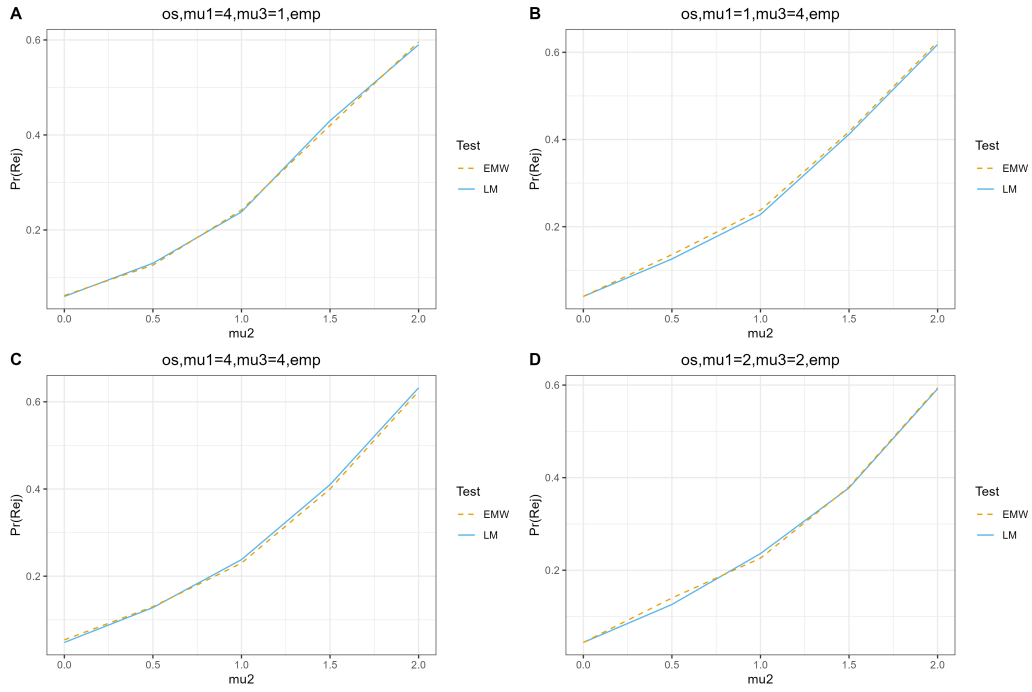 A
os,mu1=4,mu3=1,emp
Pr(Rej)
0.6
0.4
0.2
0.0 0.5 1.0 1.5 2.0
mu2
Test
EMW
LM
B
os,mu1=1,mu3=4,emp
Pr(Rej)
0.6
0.4
0.2
0.0 0.5 1.0 1.5 2.0
mu2
Test
EMW
LM
C
os,mu1=4,mu3=4,emp
Pr(Rej)
0.6
0.4
0.2
0.0 0.5 1.0 1.5 2.0
mu2
Test
EMW
LM
D
os,mu1=2,mu3=2,emp
Pr(Rej)
0.6
0.4
0.2
0.0 0.5 1.0 1.5 2.0
mu2
Test
EMW
LM